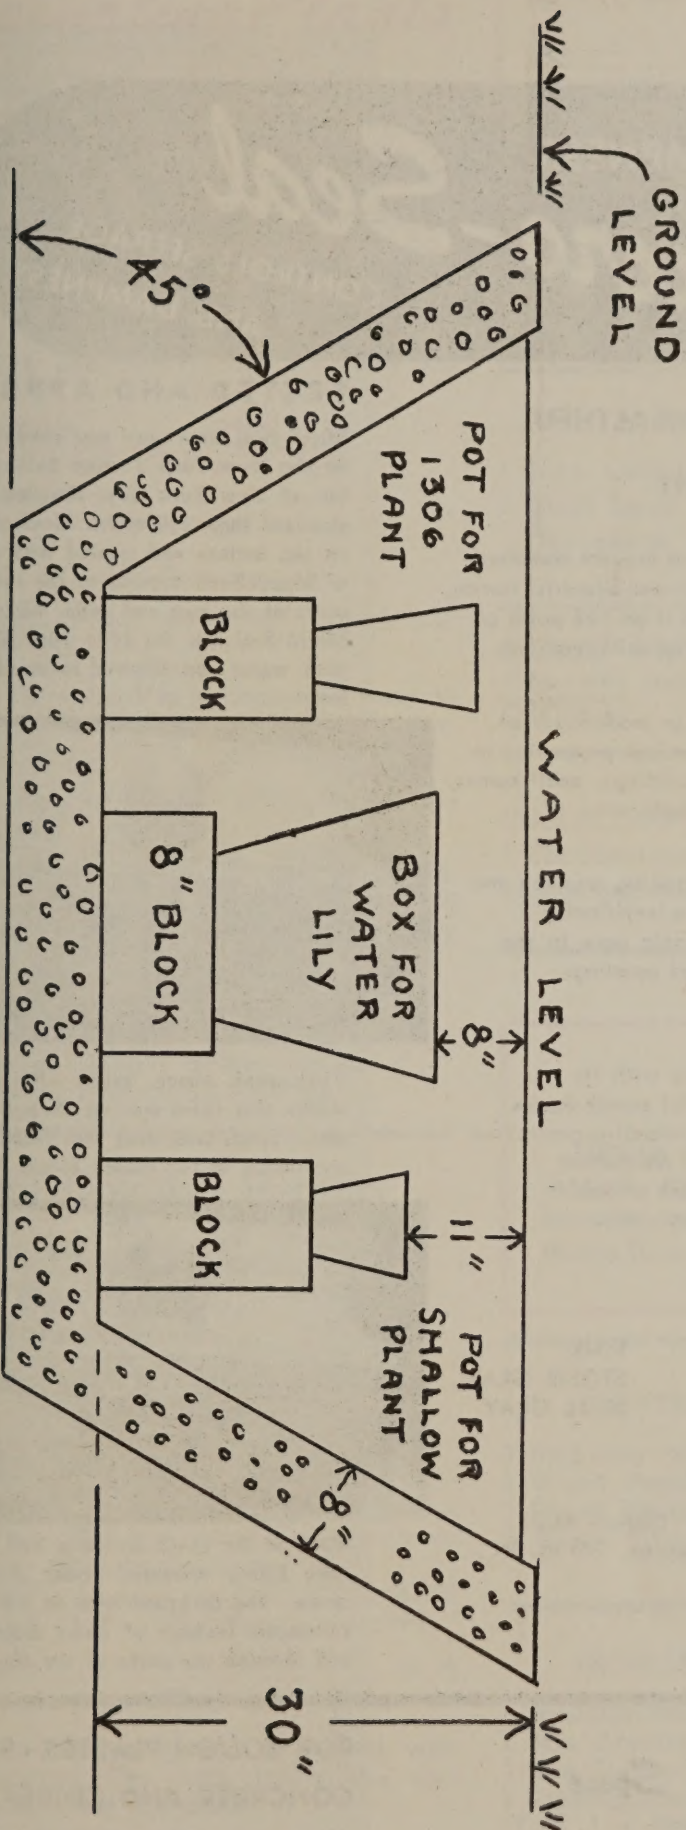 GROUND
LEVEL
WATER LEVEL
POT FOR
1306
PLANT
BLOCK
8"
BOX FOR
WATER
LILY
8" BLOCK
11"
POT FOR
SHALLOW
PLANT
BLOCK
45°
8"
30"